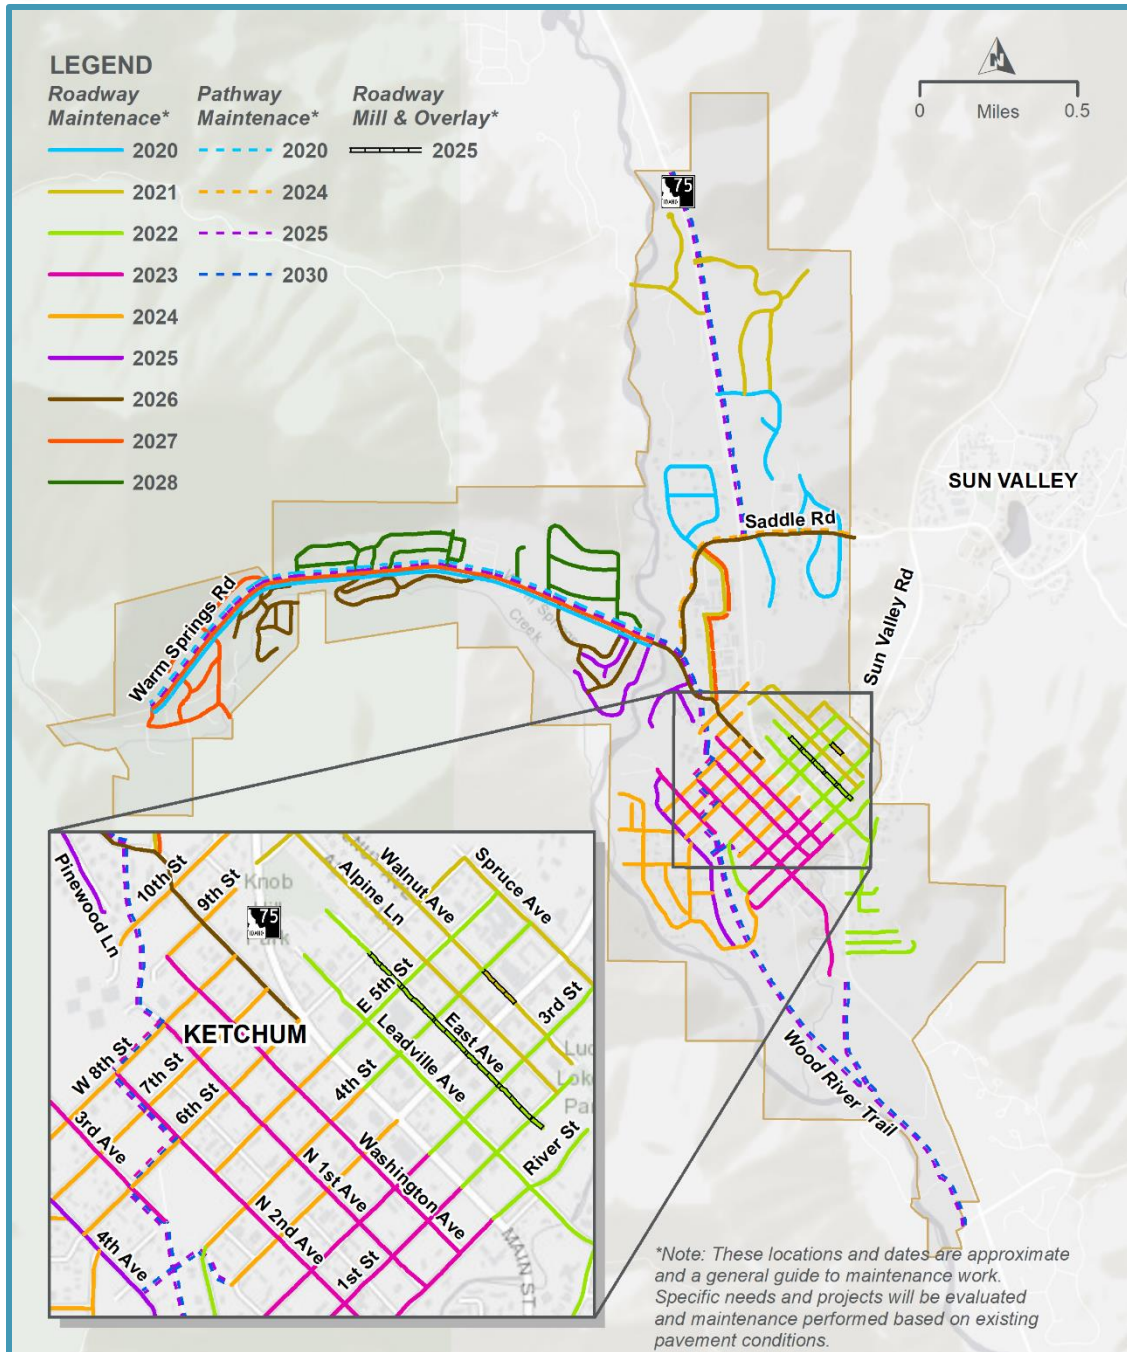 LEGEND
Roadway Maintenace*
Pathway Maintenace*
Roadway Mill & Overlay*
2020
2021
2022
2023
2024
2025
2026
2027
2028
2020
2024
2025
2030
2025
N
0
Miles
0.5
75
IDAHO
SUN VALLEY
Saddle Rd
Sun Valley Rd
Warm Springs Rd
Creek
Wood River Trail
Pinewood Ln
10th St
9th St
Knob
Hill
Park
75
IDAHO
Alpine Ln
Walnut Ave
Spruce Ave
E 5th St
3rd St
East Ave
Leadville Ave
4th St
KETCHUM
W 8th St
7th St
6th St
3rd Ave
4th Ave
N 1st Ave
N 2nd Ave
Washington Ave
1st St
River St
MAIN ST
*Note: These locations and dates are approximate
and a general guide to maintenance work.
Specific needs and projects will be evaluated
and maintenance performed based on existing
pavement conditions.